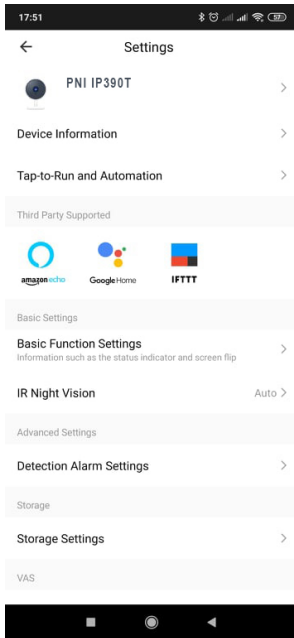 17:51
57
Settings
PNI IP390T
Device Information
Tap-to-Run and Automation
Third Party Supported
amazon echo
Google Home
IFTTT
Basic Settings
Basic Function Settings
Information such as the status indicator and screen flip
IR Night Vision
Auto
Advanced Settings
Detection Alarm Settings
Storage
Storage Settings
VAS